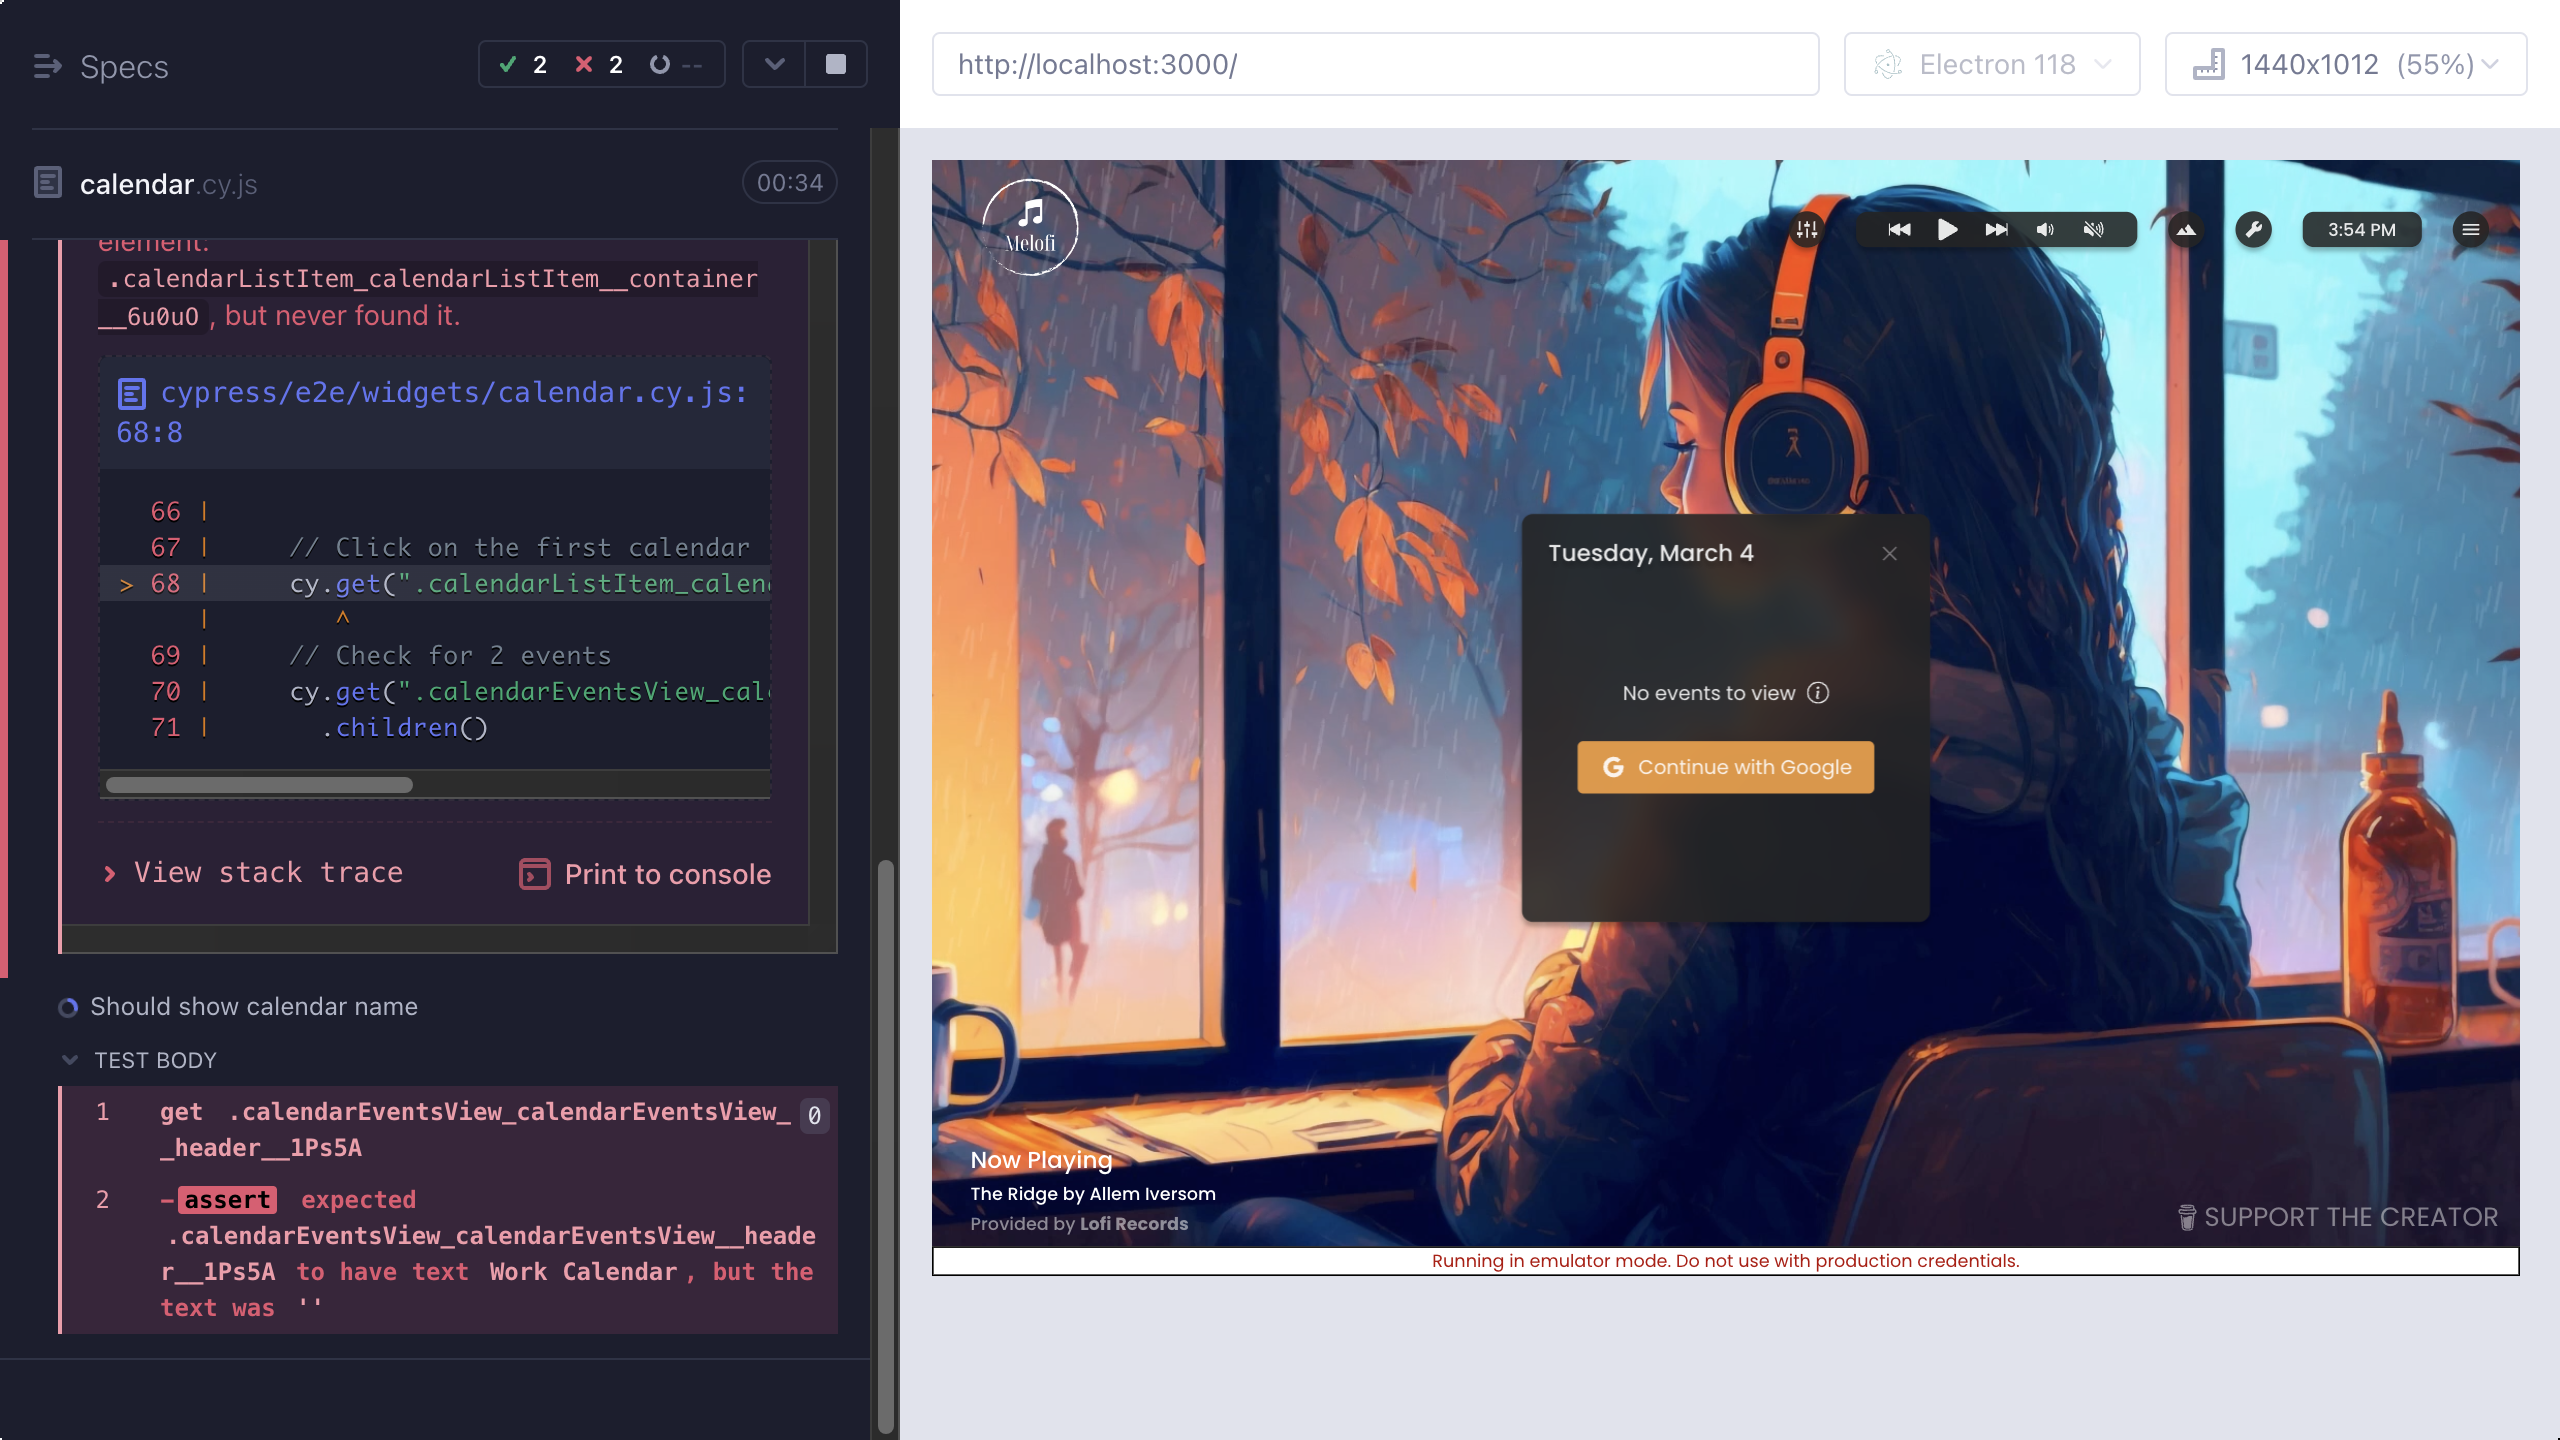 Specs
2
2
--
calendar.cy.js
00:34
element:
.calendarListItem_calendarListItem__container
__6u0uO , but never found it.
cypress/e2e/widgets/calendar.cy.js:
68:8
66 |
67 | // Click on the first calendar
> 68 | cy.get(".calendarListItem_calen
| ^
69 | // Check for 2 events
70 | cy.get(".calendarEventsView_cal
71 | .children()
View stack trace
Print to console
Should show calendar name
TEST BODY
1 get .calendarEventsView_calendarEventsView_ 0
_header__1Ps5A
2 -assert expected
.calendarEventsView_calendarEventsView__heade
r__1Ps5A to have text Work Calendar, but the
text was ''
http://localhost:3000/
Electron 118
1440x1012 (55%)
Melofi
3:54 PM
Tuesday, March 4
No events to view
Continue with Google
Now Playing
The Ridge by Allem Iversom
Provided by Lofi Records
SUPPORT THE CREATOR
Running in emulator mode. Do not use with production credentials.